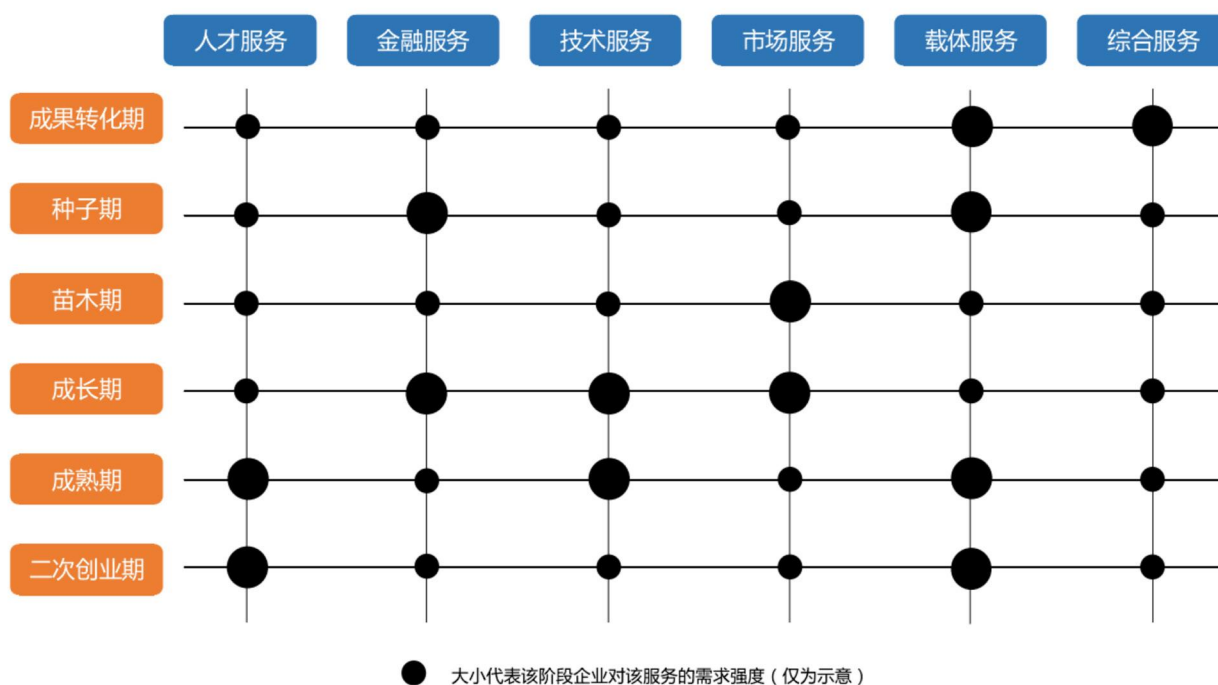 人才服务 金融服务 技术服务 市场服务 载体服务 综合服务
成果转化期
种子期
苗木期
成长期
成熟期
二次创业期
大小代表该阶段企业对该服务的需求强度（仅为示意）